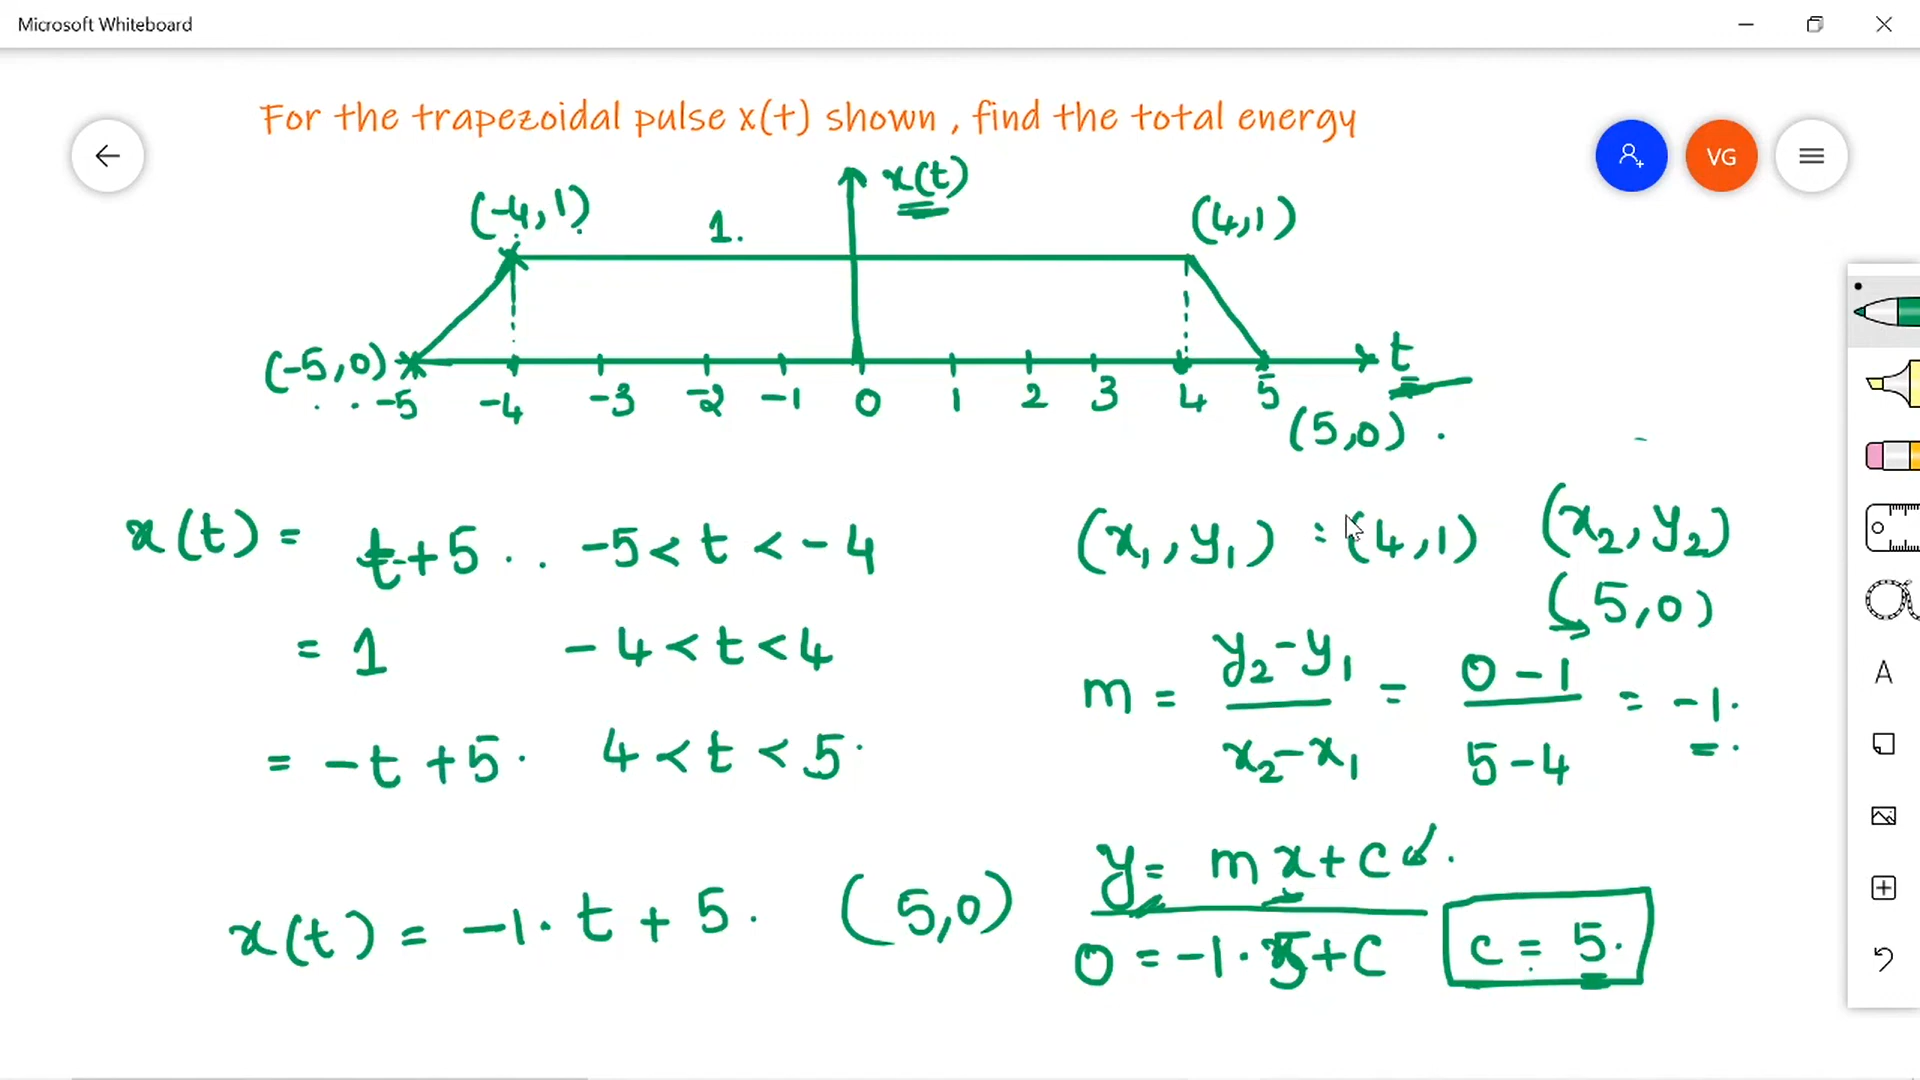 Microsoft Whiteboard
For the trapezoidal pulse x(t) shown , find the total energy
VG
x(t)
(-4,1)
1.
(4,1)
(-5,0)
t
-5 -4 -3 -2 -1 0 1 2 3 4 5
(5,0)
x(t) = t+5 .. -5 < t < -4
= 1 -4 < t < 4
= -t +5. 4 < t < 5.
x(t) = -1. t + 5. (5,0)
(x1, y1) = (4,1) (x2, y2)
(5,0)
m = y2-y1 / x2-x1 = 0-1 / 5-4 = -1.
y = mx+c
0 = -1.5+c
c = 5.
A